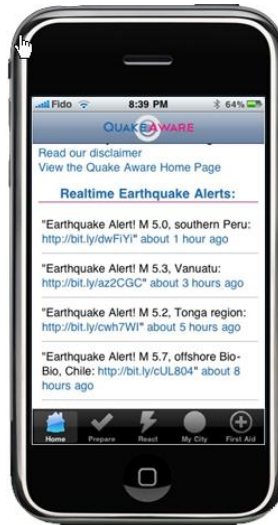 Fido 8:39 PM 64%
QUAKEAWARE
Read our disclaimer
View the Quake Aware Home Page
Realtime Earthquake Alerts:
"Earthquake Alert! M 5.0, southern Peru:
http://bit.ly/dwFiYi" about 1 hour ago
"Earthquake Alert! M 5.3, Vanuatu:
http://bit.ly/az2CGC" about 3 hours ago
"Earthquake Alert! M 5.2, Tonga region:
http://bit.ly/cwh7WI" about 5 hours ago
"Earthquake Alert! M 5.7, offshore Bio-
Bio, Chile: http://bit.ly/cUL804" about 8
hours ago
Home Prepare React My City First Aid